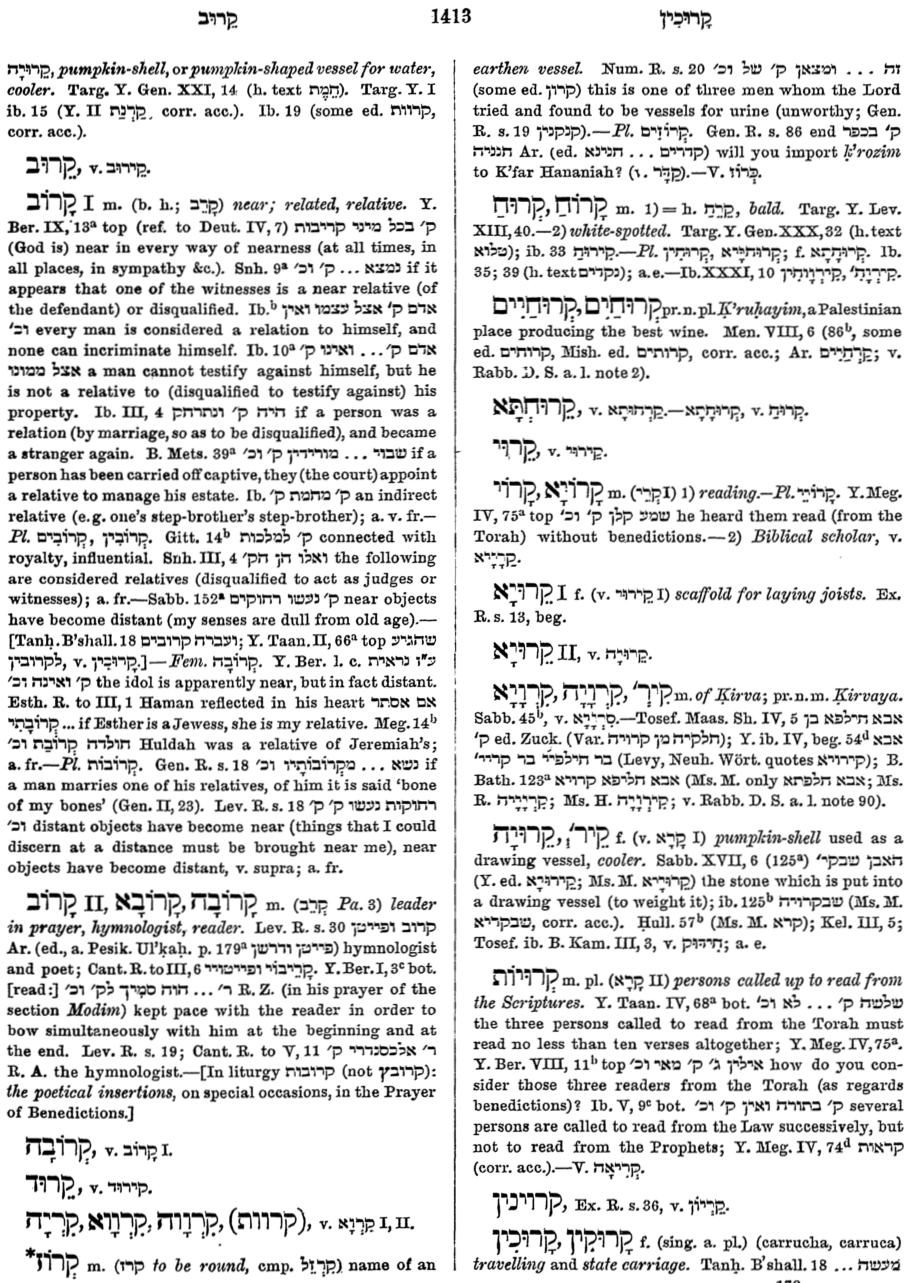 קֵרוּב 1413 קָרוּכִין
קֵרוּיָה, pumpkin-shell, or pumpkin-shaped vessel for water,
cooler. Targ. Y. Gen. XXI, 14 (h. text חֵמֶת). Targ. Y. I
ib. 15 (Y. II קִרְנַת, corr. acc.). Ib. 19 (some ed. קרווה,
corr. acc.).
קֵרוּב, v. קירוב.
קָרוֹב I m. (b. h.; קָרַב) near; related, relative. Y.
Ber. IX, 13ᵃ top (ref. to Deut. IV, 7) ק׳ בכל מיני קריבות
(God is) near in every way of nearness (at all times, in
all places, in sympathy &c.). Snh. 9ᵃ נמצא ... ק׳ וכ׳ if it
appears that one of the witnesses is a near relative (of
the defendant) or disqualified. Ib.ᵇ אדם ק׳ אצל עצמו ואין
וכ׳ every man is considered a relation to himself, and
none can incriminate himself. Ib. 10ᵃ אדם ק׳ ... ואינו ק׳
אצל ממונו a man cannot testify against himself, but he
is not a relative to (disqualified to testify against) his
property. Ib. III, 4 היה ק׳ ונתרחק if a person was a
relation (by marriage, so as to be disqualified), and became
a stranger again. B. Mets. 39ᵃ שבוי ... מורידין ק׳ וכ׳ if a
person has been carried off captive, they (the court) appoint
a relative to manage his estate. Ib. ק׳ מחמת ק׳ an indirect
relative (e. g. one's step-brother's step-brother); a. v. fr.—
Pl. קְרוֹבִים, קְרוֹבִין. Gitt. 14ᵇ ק׳ למלכות connected with
royalty, influential. Snh. III, 4 ואלו הן הק׳ the following
are considered relatives (disqualified to act as judges or
witnesses); a. fr.—Sabb. 152ᵃ ק׳ נעשו רחוקים near objects
have become distant (my senses are dull from old age).—
[Tanḥ. B'shall. 18 ועברה קרובים; Y. Taan. II, 66ᵃ top שהגיע
לקרובין, v. קָרוּכִין.]—Fem. קְרוֹבָה. Y. Ber. l. c. ע״ז נראית
ק׳ ואינה וכ׳ the idol is apparently near, but in fact distant.
Esth. R. to III, 1 Haman reflected in his heart אם אסתר
קְרוֹבָתִי ... if Esther is a Jewess, she is my relative. Meg. 14ᵇ
חולדה קְרוֹבַת וכ׳ Huldah was a relative of Jeremiah's;
a. fr.—Pl. קְרוֹבוֹת. Gen. R. s. 18 נשא ... מקְרוֹבוֹתָיו וכ׳ if
a man marries one of his relatives, of him it is said 'bone
of my bones' (Gen. II, 23). Lev. R. s. 18 רחוקות נעשו ק׳ ק׳
וכ׳ distant objects have become near (things that I could
discern at a distance must be brought near me), near
objects have become distant, v. supra; a. fr.
קָרוֹב II, קָרוֹבָא, קָרוֹבָה m. (קְרֵב Pa. 3) leader
in prayer, hymnologist, reader. Lev. R. s. 30 קרוב ופייטן
Ar. (ed., a. Pesik. Ul'ḳaḥ. p. 179ᵃ פייטן ודרשן) hymnologist
and poet; Cant. R. to III, 6 קָרֵיבוֹי ופייטויי. Y. Ber. I, 3ᶜ bot.
[read:] ר׳ ... הוה סמיך לק׳ וכ׳ R. Z. (in his prayer of the
section Modim) kept pace with the reader in order to
bow simultaneously with him at the beginning and at
the end. Lev. R. s. 19; Cant. R. to V, 11 ר׳ אלכסנדרי ק׳
R. A. the hymnologist.—[In liturgy קרובות (not קרובץ):
the poetical insertions, on special occasions, in the Prayer
of Benedictions.]
קְרוֹבָה, v. קָרוֹב I.
קֵרוּד, v. קירוד.
קִרְוָה, קִרְוָוא, קִרְיָה (קרוות), v. קַרְנָא I, II.
*קְרוֹז m. (קרז to be round, cmp. קַרְזֵל) name of an
earthen vessel. Num. R. s. 20 זה ... ומצאן ק׳ של וכ׳
(some ed. קרון) this is one of three men whom the Lord
tried and found to be vessels for urine (unworthy; Gen.
R. s. 19 קנקנין).—Pl. קְרוֹזִים. Gen. R. s. 86 end ק׳ בכפר
חנניה Ar. (ed. קדרים ... חנינא) will you import ḳ'rozim
to K'far Hananiah? (v. קַדָּר).—V. כְּרוֹז.
קָרוֹחַ, קְרוּחַ m. 1) = h. קֵרֵחַ, bald. Targ. Y. Lev.
XIII, 40.—2) white-spotted. Targ. Y. Gen. XXX, 32 (h. text
טלוא); ib. 33 קירוּחַ.—Pl. קְרוּחִין, קְרוּחַיָּא; f. קְרוּחָתָא. Ib.
35; 39 (h. text נקדים); a. e.—Ib. XXXI, 10 קֵירְוָחִין, קֵירְוָח׳.
קְרוּחַיִם, קְרוּחַיִים pr. n. pl. Ḳ'ruḥayim, a Palestinian
place producing the best wine. Men. VIII, 6 (86ᵇ, some
ed. קרוחים, Mish. ed. קרותים, corr. acc.; Ar. קַרְחַיִים; v.
Rabb. D. S. a. l. note 2).
קֵרוּחְתָּא, v. קַרְחוּתָא.—קְרוּחָתָא, v. קְרוּחַ.
קֵרוּי, v. קירוי.
קָרוֹי, קָרוֹיָא m. (קְרֵי I) 1) reading.—Pl. קָרוֹיֵי. Y. Meg.
IV, 75ᵃ top שמע קלן ק׳ וכ׳ he heard them read (from the
Torah) without benedictions.—2) Biblical scholar, v.
קָרָיָא.
קֵרוּיָא I f. (v. קירוי I) scaffold for laying joists. Ex.
R. s. 13, beg.
קֵרוּיָא II, v. קֵרוּיָה.
קִרְוָיָא, קִרְוָיָה, קִיר׳ m. of Ḳirva; pr. n. m. Ḳirvaya.
Sabb. 45ᵇ, v. סִרְוָיָא.—Tosef. Maas. Sh. IV, 5 אבא חילפא בן
ק׳ ed. Zuck. (Var. חלקיה מן קרויה); Y. ib. IV, beg. 54ᵈ אבא
בר חילפיי בר קרויי (Levy, Neuh. Wört. quotes קירויא); B.
Bath. 123ᵃ אבא חליפא קרויא (Ms. M. only אבא חלפתא; Ms.
R. קַרְוַיָּיה; Ms. H. קִירְוָיָה; v. Rabb. D. S. a. l. note 90).
קֵרוּיָה, קֵיר׳ f. (v. קָרָא I) pumpkin-shell used as a
drawing vessel, cooler. Sabb. XVII, 6 (125ᵃ) האבן שבקֵר׳
(Y. ed. קֵירוּיָא; Ms. M. קֵרוּיָא) the stone which is put into
a drawing vessel (to weight it); ib. 125ᵇ שבקרויה (Ms. M.
שבקריא, corr. acc.). Ḥull. 57ᵇ (Ms. M. קרא); Kel. III, 5;
Tosef. ib. B. Kam. III, 3, v. חִידּוּק; a. e.
קְרוּיוֹת m. pl. (קָרָא II) persons called up to read from
the Scriptures. Y. Taan. IV, 68ᵃ bot. שלשה ק׳ ... לא וכ׳
the three persons called to read from the Torah must
read no less than ten verses altogether; Y. Meg. IV, 75ᵃ.
Y. Ber. VIII, 11ᵇ top אילין ג׳ ק׳ מאי וכ׳ how do you con-
sider those three readers from the Torah (as regards
benedictions)? Ib. V, 9ᶜ bot. ק׳ בתורה ואין ק׳ וכ׳ several
persons are called to read from the Law successively, but
not to read from the Prophets; Y. Meg. IV, 74ᵈ קראות
(corr. acc.).—V. קְרִיאָה.
קרוינין, Ex. R. s. 36, v. קֵרְיוֹן.
קָרוּכִין, קָרוּקִין f. (sing. a. pl.) (carrucha, carruca)
travelling and state carriage. Tanḥ. B'shall. 18 מעשה ...